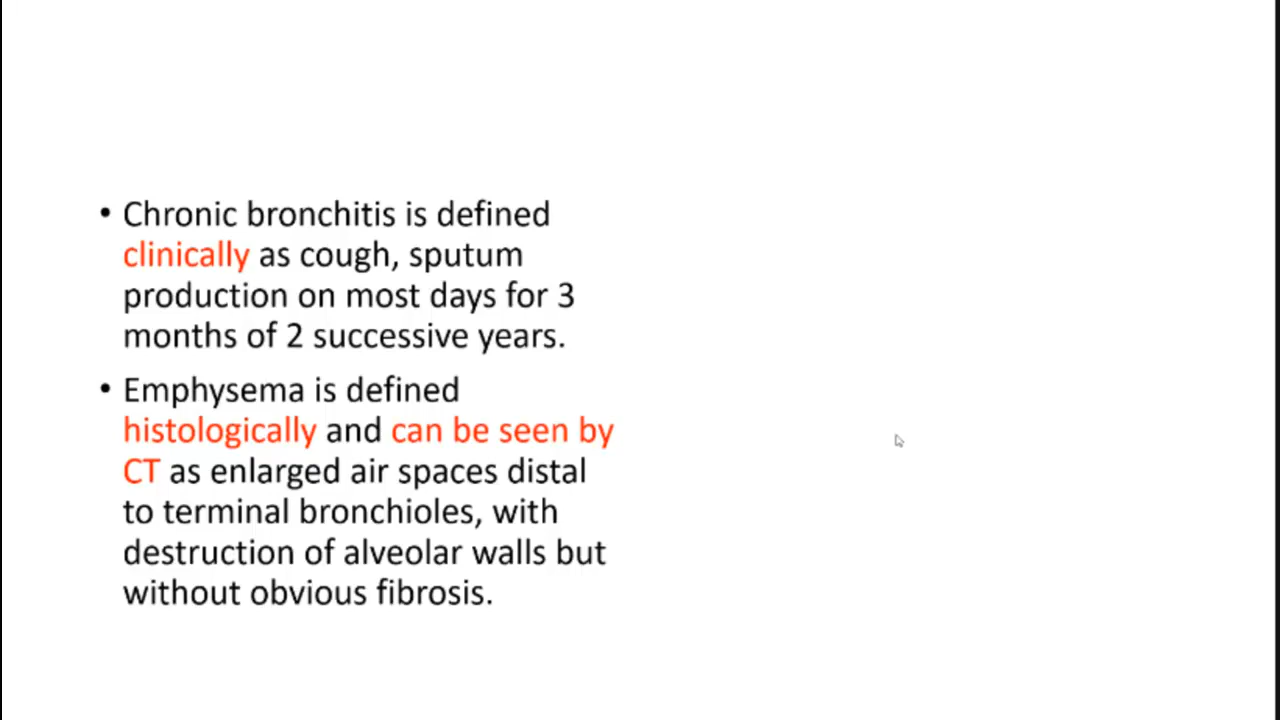 • Chronic bronchitis is defined
clinically as cough, sputum
production on most days for 3
months of 2 successive years.
• Emphysema is defined
histologically and can be seen by
CT as enlarged air spaces distal
to terminal bronchioles, with
destruction of alveolar walls but
without obvious fibrosis.